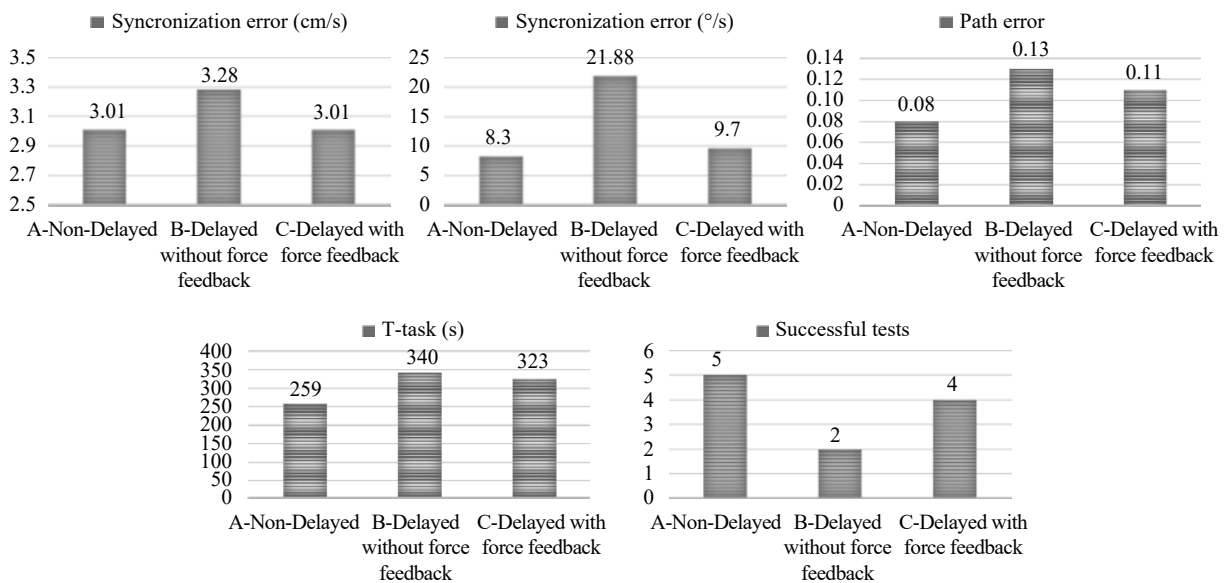 Syncronization error (cm/s)
3.5
3.3
3.1
2.9
2.7
2.5
3.01
3.28
3.01
A-Non-Delayed
B-Delayed
without force
feedback
C-Delayed with
force feedback
Syncronization error (°/s)
25
20
15
10
5
0
8.3
21.88
9.7
A-Non-Delayed
B-Delayed
without force
feedback
C-Delayed with
force feedback
Path error
0.14
0.12
0.10
0.08
0.06
0.04
0.02
0
0.08
0.13
0.11
A-Non-Delayed
B-Delayed
without force
feedback
C-Delayed with
force feedback
T-task (s)
400
350
300
250
200
150
100
50
0
259
340
323
A-Non-Delayed
B-Delayed
without force
feedback
C-Delayed with
force feedback
Successful tests
6
5
4
3
2
1
0
5
2
4
A-Non-Delayed
B-Delayed
without force
feedback
C-Delayed with
force feedback